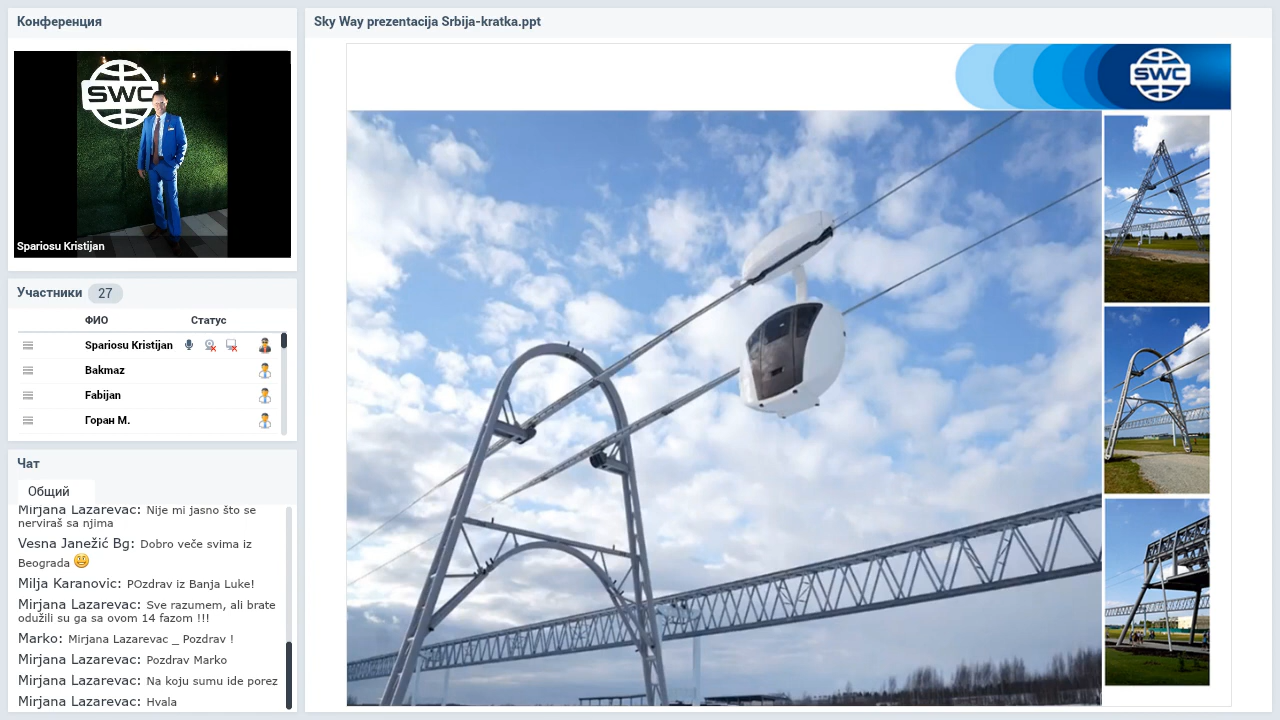 Конференция
SWC
Spariosu Kristijan
Участники 27
ФИО Статус
Spariosu Kristijan
Bakmaz
Fabijan
Горан М.
Чат
Общий
Mirjana Lazarevac: Nije mi jasno što se
nerviraš sa njima
Vesna Janežić Bg: Dobro veče svima iz
Beograda
Milja Karanovic: POzdrav iz Banja Luke!
Mirjana Lazarevac: Sve razumem, ali brate
odužili su ga sa ovom 14 fazom !!!
Marko: Mirjana Lazarevac _ Pozdrav !
Mirjana Lazarevac: Pozdrav Marko
Mirjana Lazarevac: Na koju sumu ide porez
Mirjana Lazarevac: Hvala
Sky Way prezentacija Srbija-kratka.ppt
SWC